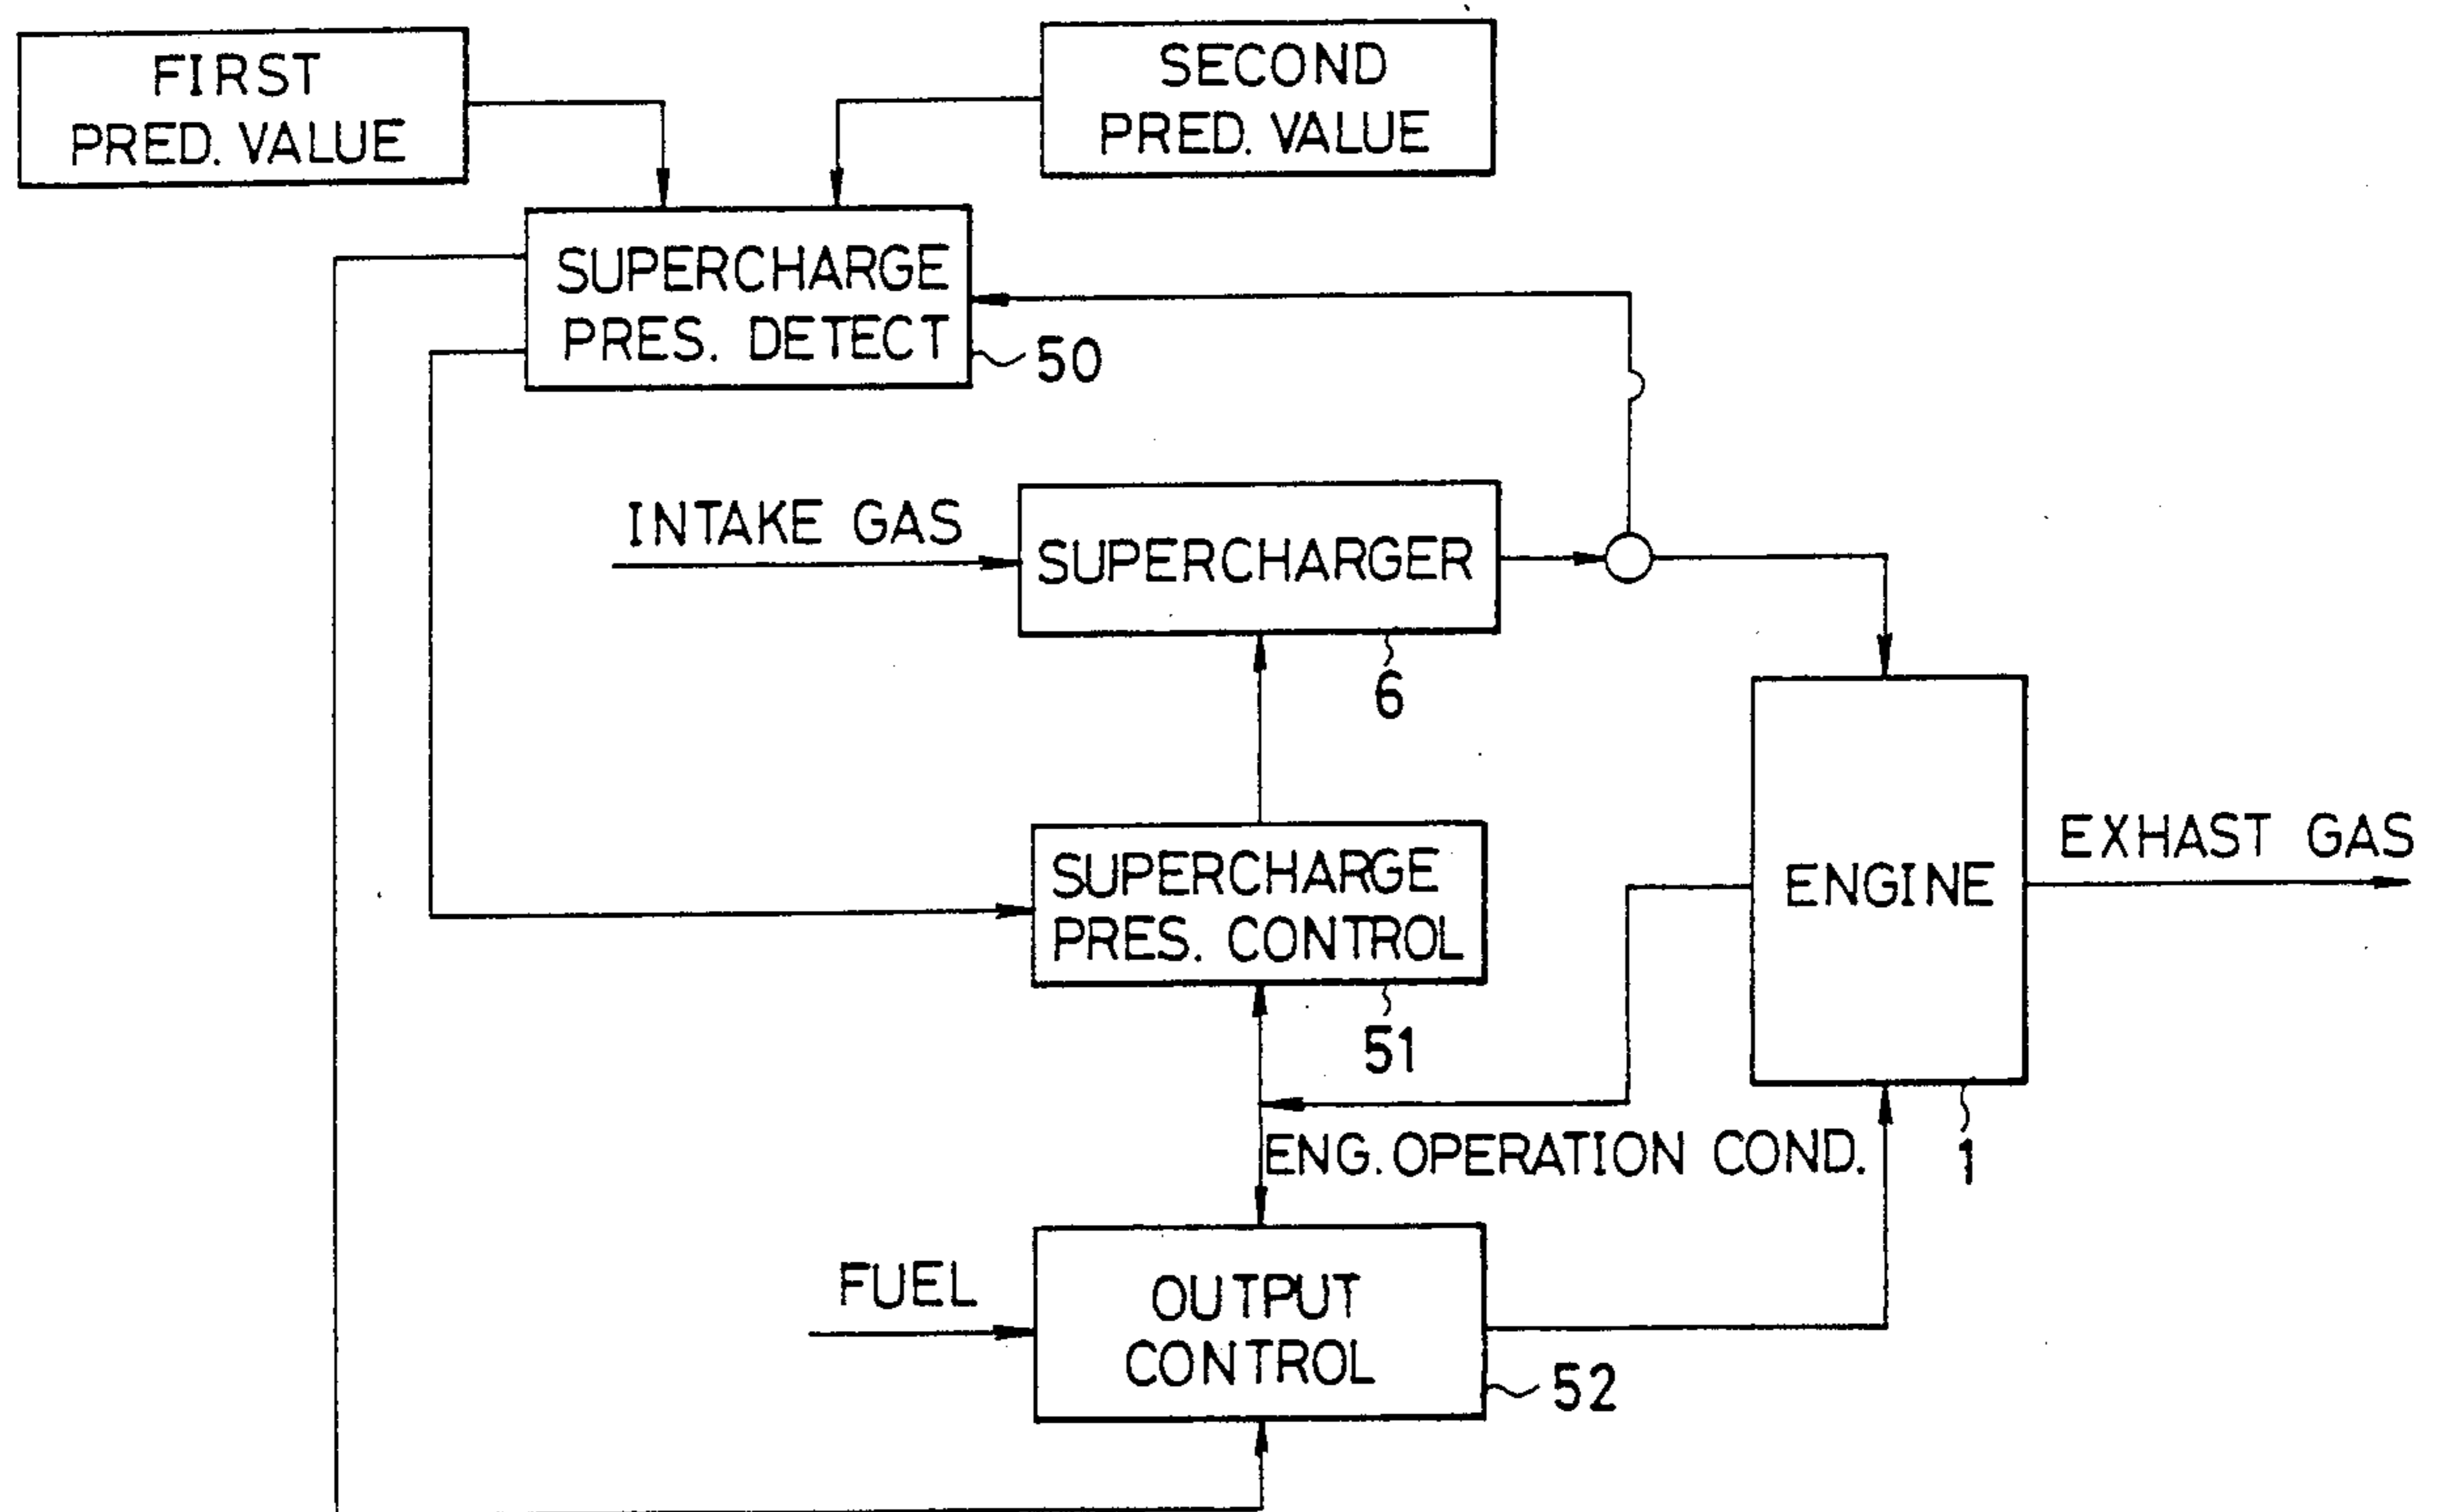 FIRST
PRED. VALUE
SECOND
PRED. VALUE
SUPERCHARGE
PRES. DETECT
50
INTAKE GAS
SUPERCHARGER
6
SUPERCHARGE
PRES. CONTROL
51
ENGINE
EXHAST GAS
1
ENG. OPERATION COND.
FUEL
OUTPUT
CONTROL
52